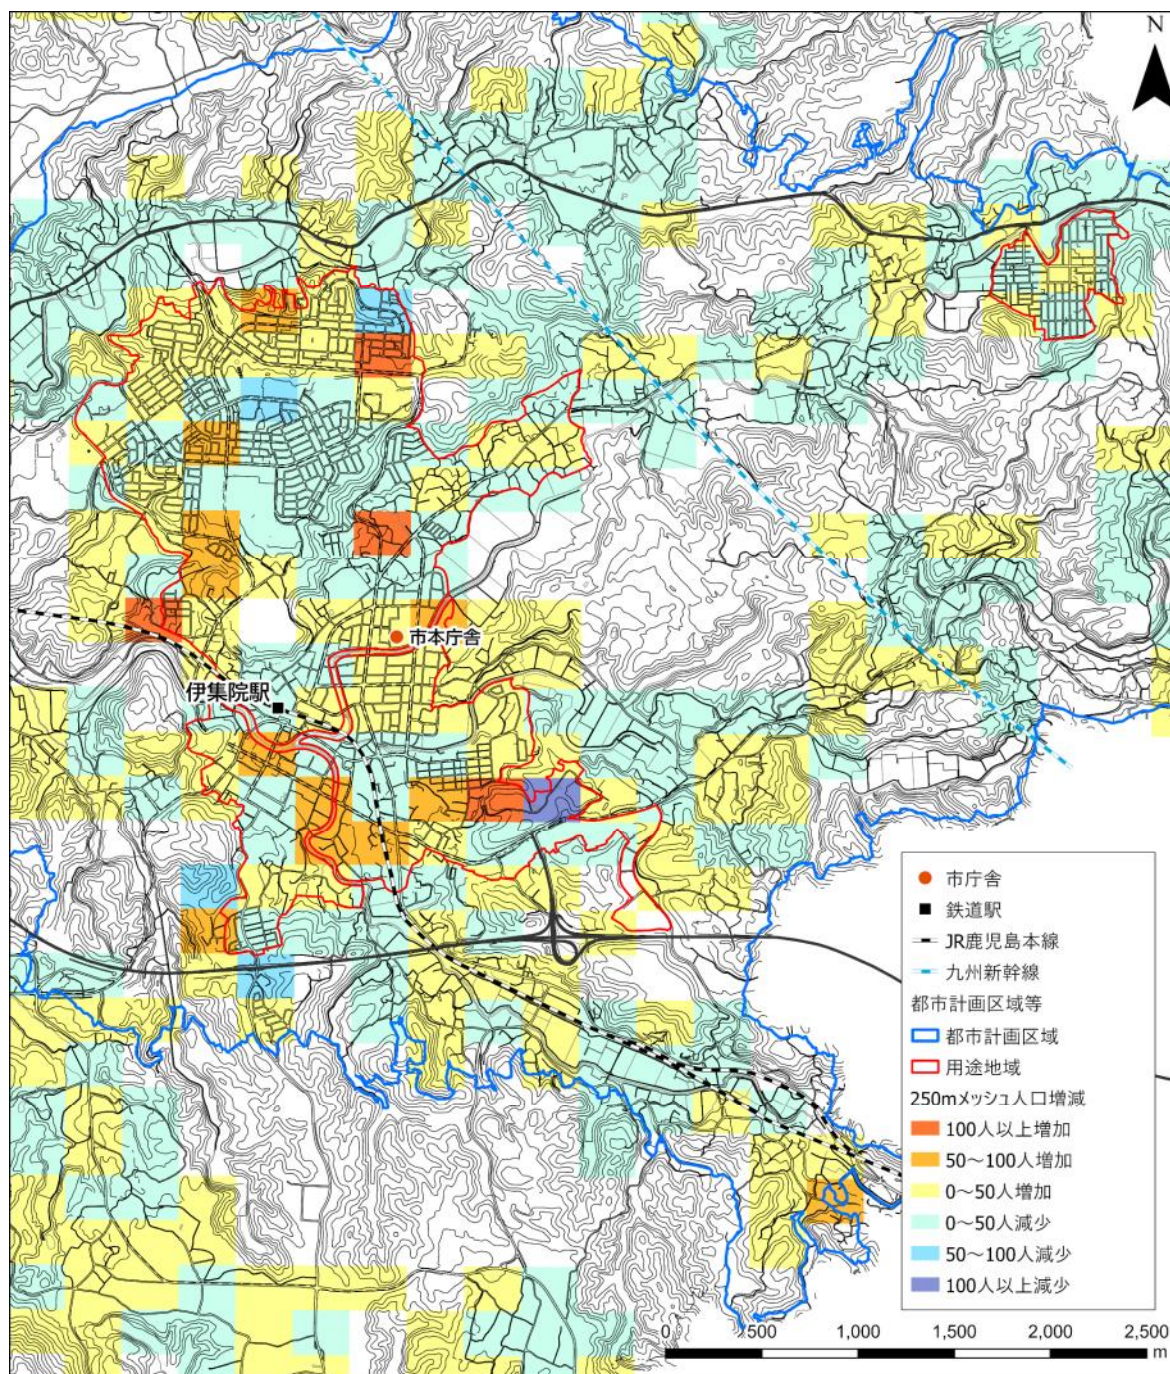 N
市本庁舎
伊集院駅
市庁舎
鉄道駅
JR鹿児島本線
九州新幹線
都市計画区域等
都市計画区域
用途地域
250mメッシュ人口増減
100人以上増加
50～100人増加
0～50人増加
0～50人減少
50～100人減少
100人以上減少
0 500 1,000 1,500 2,000 2,500
m